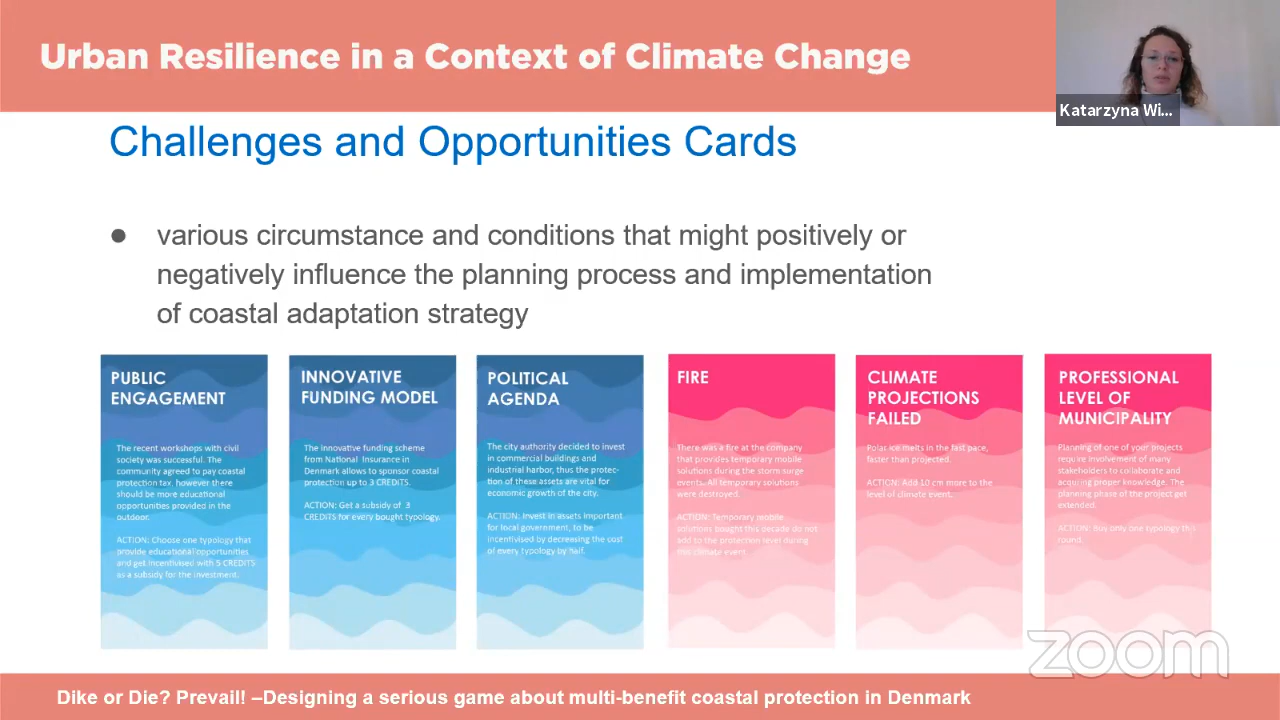 Urban Resilience in a Context of Climate Change
Katarzyna Wi...
Challenges and Opportunities Cards
● various circumstance and conditions that might positively or
negatively influence the planning process and implementation
of coastal adaptation strategy
PUBLIC
ENGAGEMENT
The recent workshops with civil
society was successful. The
community agreed to pay coastal
protection tax, however there
should be more educational
opportunities provided in the
outdoor.
ACTION: Choose one typology that
provide educational opportunities
and get incentivised with 5 CREDITS
as a subsidy for the investment.
INNOVATIVE
FUNDING MODEL
The innovative funding scheme
from National Insurance in
Denmark allows to sponsor coastal
protection up to 3 CREDITS.
ACTION: Get a subsidy of 3
CREDITS for every bought typology.
POLITICAL
AGENDA
The city authority decided to invest
in commercial buildings and
industrial harbor, thus the protec-
tion of these assets are vital for
economic growth of the city.
ACTION: Invest in assets important
for local government, to be
incentivised by decreasing the cost
of every typology by half.
FIRE
There was a fire at the company
that provides temporary mobile
solutions during the storm surge
events. All temporary solutions
were destroyed.
ACTION: Temporary mobile
solutions bought this decade do not
add to the protection level during
this climate event.
CLIMATE
PROJECTIONS
FAILED
Polar ice melts in the fast pace,
faster than projected.
ACTION: Add 10 cm more to the
level of climate event.
PROFESSIONAL
LEVEL OF
MUNICIPALITY
Planning of one of your projects
require involvement of many
stakeholders to collaborate and
acquiring proper knowledge. The
planning phase of the project get
extended.
ACTION: Bus only one typology this
round.
zoom
Dike or Die? Prevail! –Designing a serious game about multi-benefit coastal protection in Denmark